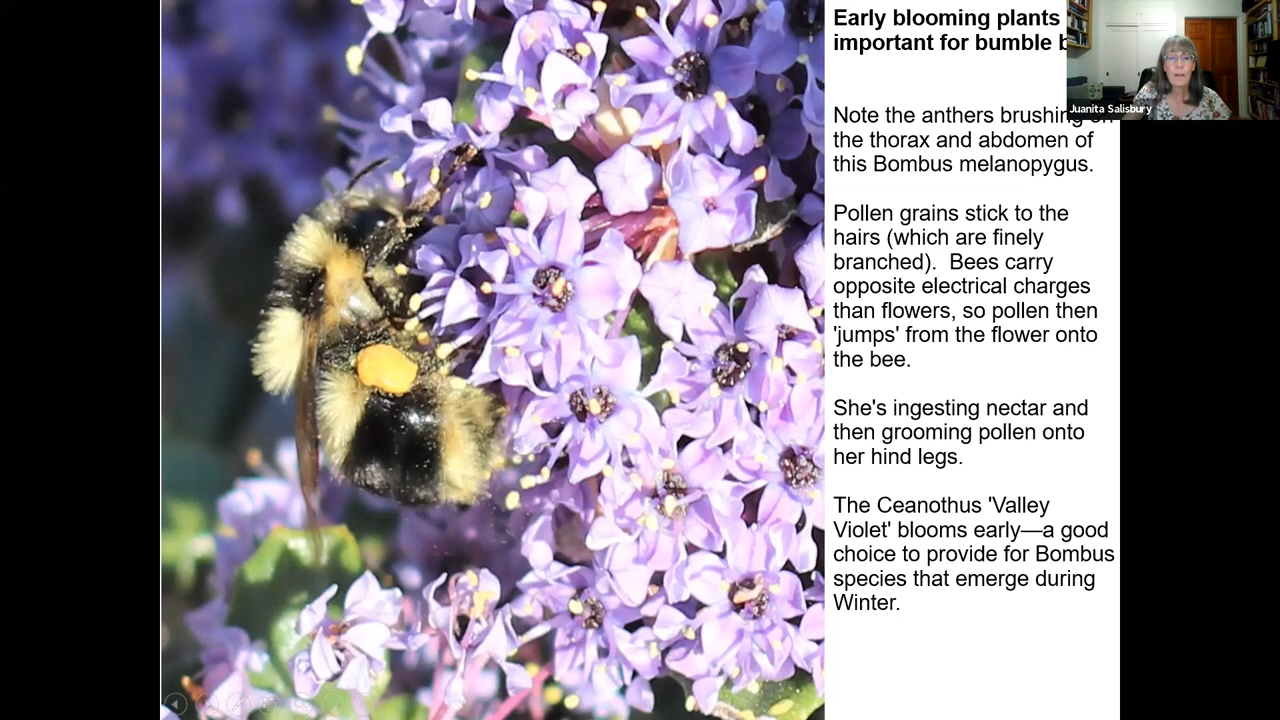 Early blooming plants
important for bumble
Juanita Salisbury
Note the anthers brushing on
the thorax and abdomen of
this Bombus melanopygus.
Pollen grains stick to the
hairs (which are finely
branched).  Bees carry
opposite electrical charges
than flowers, so pollen then
'jumps' from the flower onto
the bee.
She's ingesting nectar and
then grooming pollen onto
her hind legs.
The Ceanothus 'Valley
Violet' blooms early—a good
choice to provide for Bombus
species that emerge during
Winter.